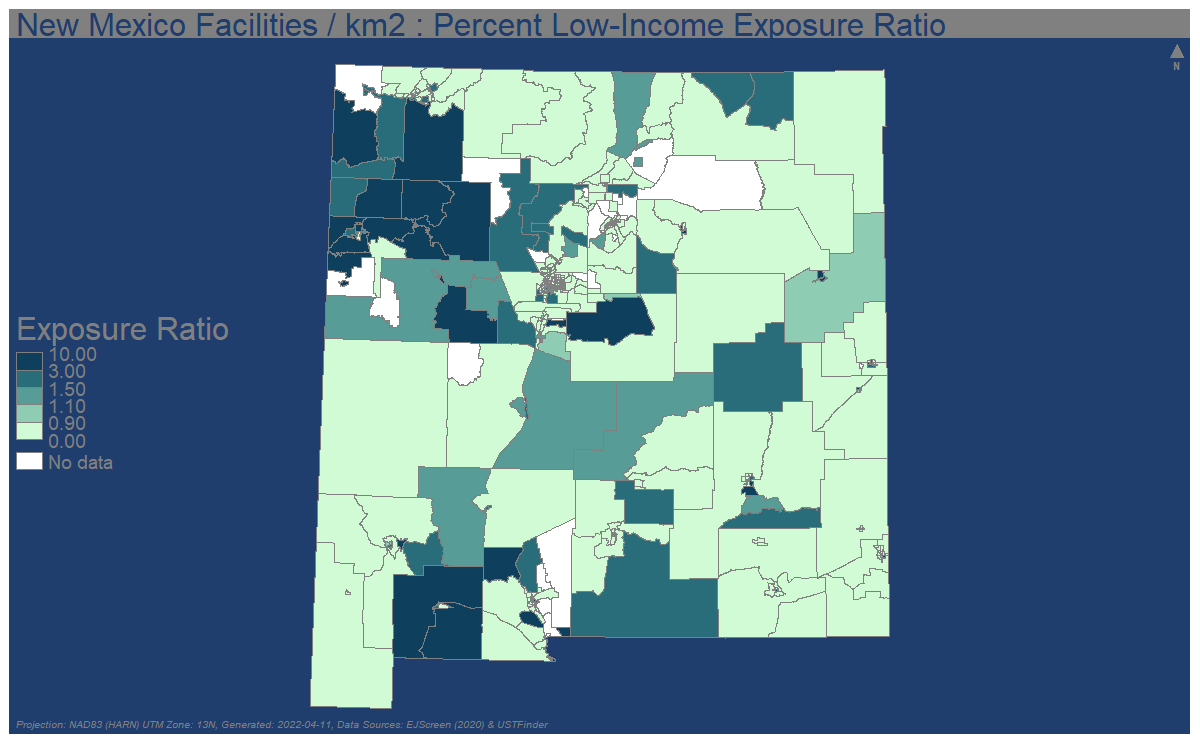 New Mexico Facilities / km2 : Percent Low-Income Exposure Ratio
N
Exposure Ratio
10.00
3.00
1.50
1.10
0.90
0.00
No data
Projection: NAD83 (HARN) UTM Zone: 13N, Generated: 2022-04-11, Data Sources: EJScreen (2020) & USTFinder